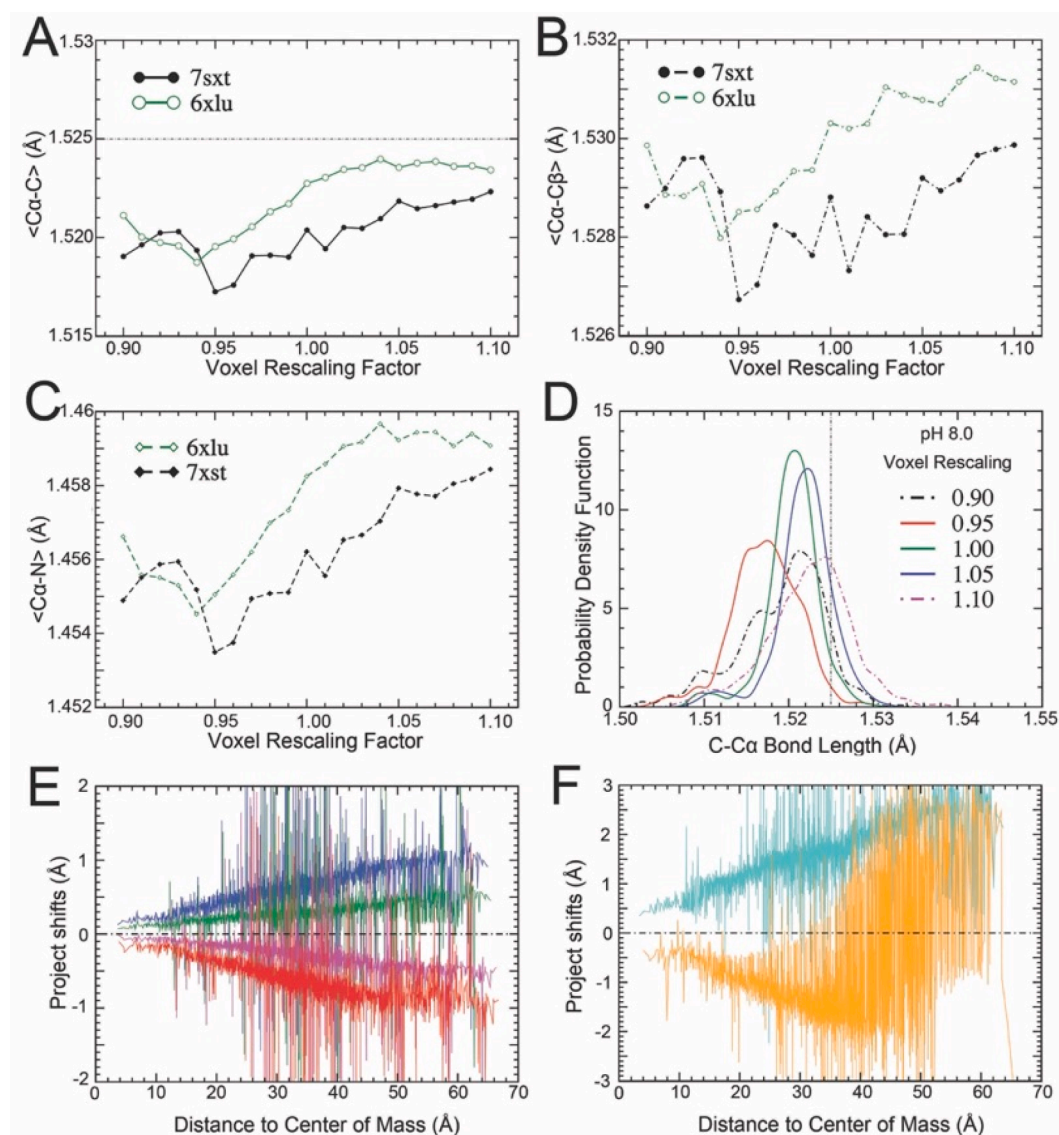 A
<Cα-C> (Å)
1.53
1.525
1.520
1.515
7sxt
6xlu
0.90 0.95 1.00 1.05 1.10
Voxel Rescaling Factor
B
<Cα-Cβ> (Å)
1.532
1.530
1.528
1.526
7sxt
6xlu
0.90 0.95 1.00 1.05 1.10
Voxel Rescaling Factor
C
<Cα-N> (Å)
1.46
1.458
1.456
1.454
1.452
6xlu
7xst
0.90 0.95 1.00 1.05 1.10
Voxel Rescaling Factor
D
Probability Density Function
15
10
5
0
pH 8.0
Voxel Rescaling
0.90
0.95
1.00
1.05
1.10
1.50 1.51 1.52 1.53 1.54 1.55
C-Cα Bond Length (Å)
E
Project shifts (Å)
2
1
0
-1
-2
0 10 20 30 40 50 60 70
Distance to Center of Mass (Å)
F
Project shifts (Å)
3
2
1
0
-1
-2
-3
0 10 20 30 40 50 60 70
Distance to Center of Mass (Å)